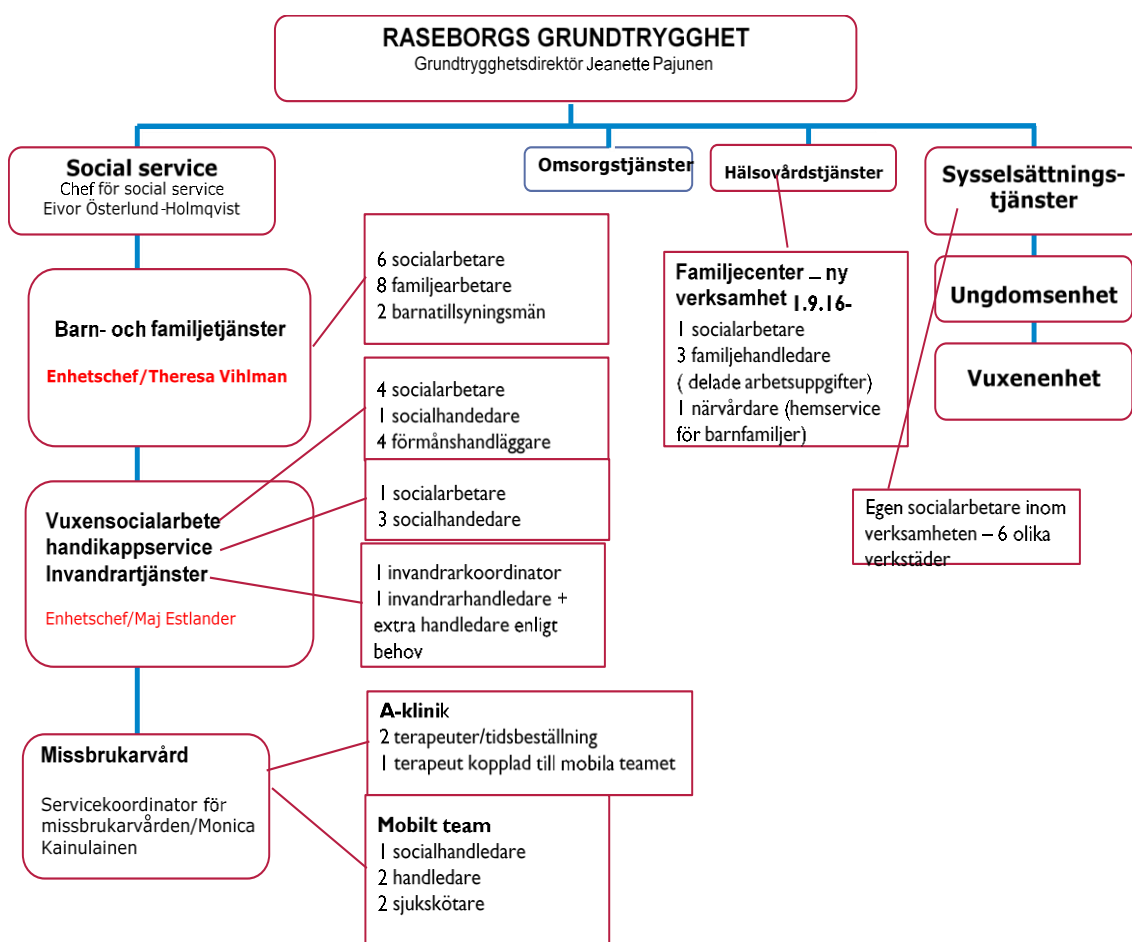 RASEBORGS GRUNDTRYGGHET
Grundtrygghetsdirektör Jeanette Pajunen
Social service
Chef för social service
Eivor Österlund-Holmqvist
Omsorgstjänster
Hälsovårdstjänster
Sysselsättnings-
tjänster
Barn- och familjetjänster
Enhetschef/Theresa Vihlman
6 socialarbetare
8 familjearbetare
2 barnatillsyningsmän
Familjecenter – ny
verksamhet 1.9.16-
1 socialarbetare
3 familjehandledare
( delade arbetsuppgifter)
1 närvårdare (hemservice
för barnfamiljer)
Ungdomsenhet
Vuxenenhet
4 socialarbetare
1 socialhandedare
4 förmånshandläggare
Vuxensocialarbete
handikappservice
Invandrartjänster
Enhetschef/Maj Estlander
1 socialarbetare
3 socialhandedare
Egen socialarbetare inom
verksamheten – 6 olika
verkstäder
1 invandrarkoordinator
1 invandrarhandledare +
extra handledare enligt
behov
Missbrukarvård
Servicekoordinator för
missbrukarvården/Monica
Kainulainen
A-klinik
2 terapeuter/tidsbeställning
1 terapeut kopplad till mobila teamet
Mobilt team
1 socialhandledare
2 handledare
2 sjukskötare